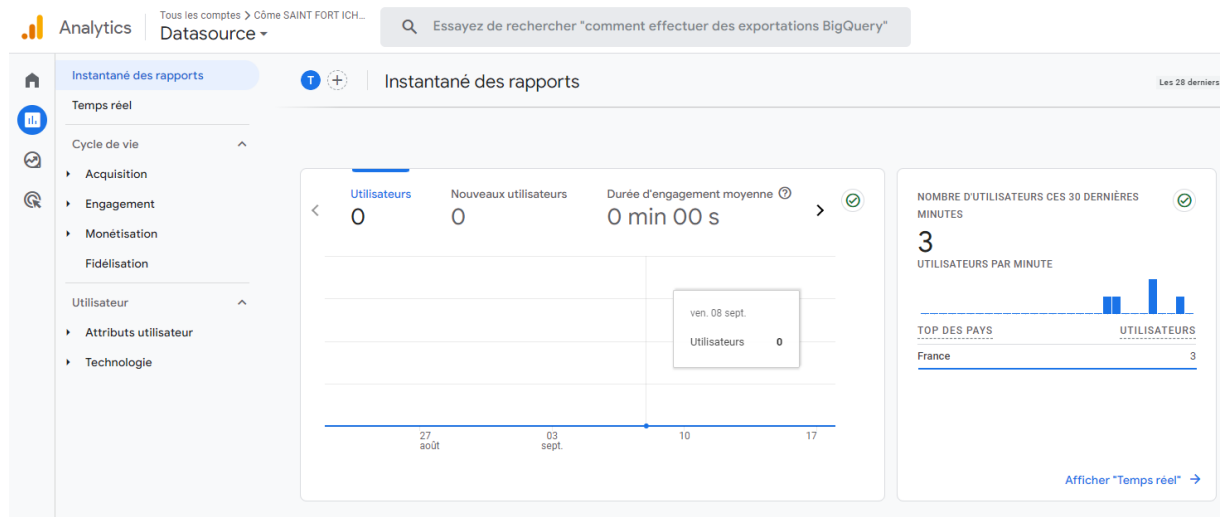 Analytics
Tous les comptes > Côme SAINT FORT ICH...
Datasource
Essayez de rechercher "comment effectuer des exportations BigQuery"
Instantané des rapports
Temps réel
Cycle de vie
Acquisition
Engagement
Monétisation
Fidélisation
Utilisateur
Attributs utilisateur
Technologie
T
Instantané des rapports
Les 28 derniers
Utilisateurs
0
Nouveaux utilisateurs
0
Durée d'engagement moyenne
0 min 00 s
ven. 08 sept.
Utilisateurs 0
27
août
03
sept.
10
17
NOMBRE D'UTILISATEURS CES 30 DERNIÈRES
MINUTES
3
UTILISATEURS PAR MINUTE
TOP DES PAYS UTILISATEURS
France 3
Afficher "Temps réel"